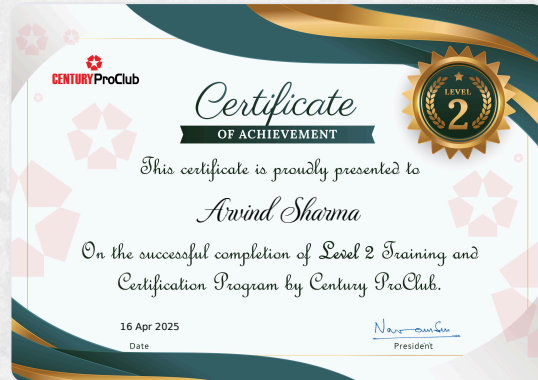 CENTURY ProClub
LEVEL
2
Certificate
OF ACHIEVEMENT
This certificate is proudly presented to
Arvind Sharma
On the successful completion of Level 2 Training and
Certification Program by Century ProClub.
16 Apr 2025
Date
President